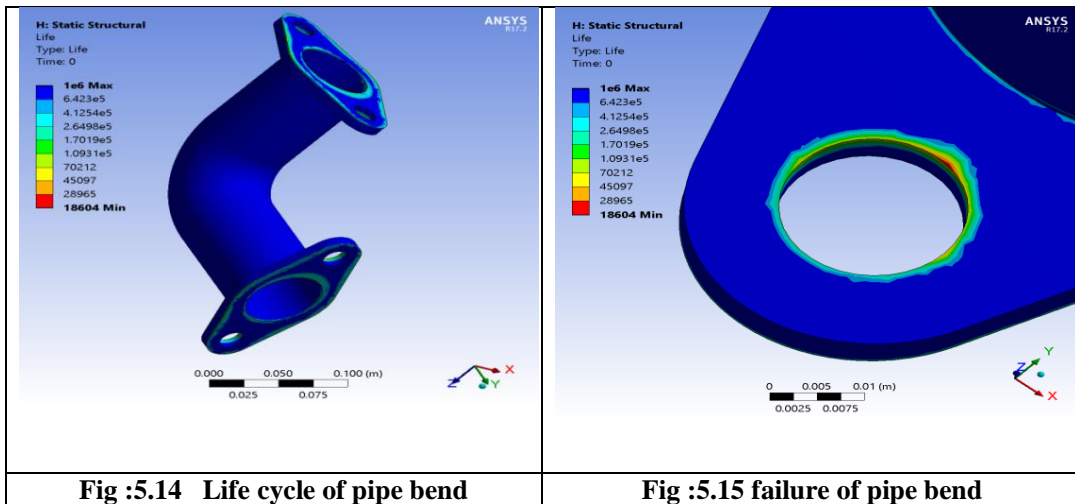 H: Static Structural
Life
Type: Life
Time: 0
1e6 Max
6.423e5
4.1254e5
2.6498e5
1.7019e5
1.0931e5
70212
45097
28965
18604 Min
ANSYS
R17.2
0.000 0.050 0.100 (m)
0.025 0.075
X
Y
Z
H: Static Structural
Life
Type: Life
Time: 0
1e6 Max
6.423e5
4.1254e5
2.6498e5
1.7019e5
1.0931e5
70212
45097
28965
18604 Min
ANSYS
R17.2
0 0.005 0.01 (m)
0.0025 0.0075
Y
Z
X
Fig :5.14 Life cycle of pipe bend
Fig :5.15 failure of pipe bend